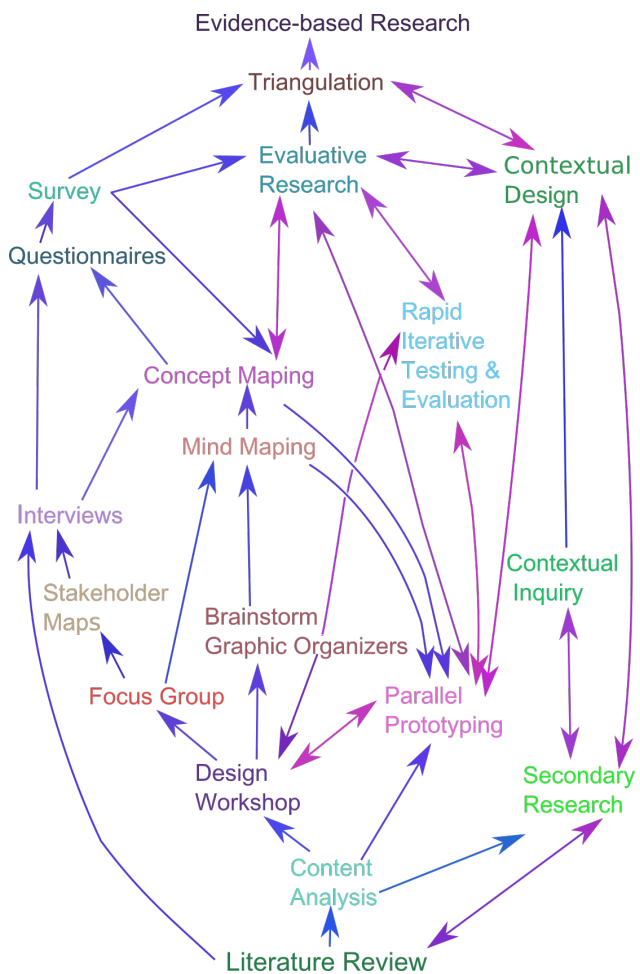 Evidence-based Research
Triangulation
Evaluative
Research
Contextual
Design
Survey
Questionnaires
Rapid
Iterative
Testing &
Evaluation
Concept Maping
Mind Maping
Interviews
Contextual
Inquiry
Stakeholder
Maps
Brainstorm
Graphic Organizers
Focus Group
Parallel
Prototyping
Design
Workshop
Secondary
Research
Content
Analysis
Literature Review